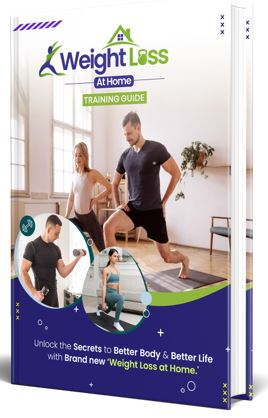 Weight Loss
At Home
TRAINING GUIDE
Unlock the Secrets to Better Body & Better Life
with Brand new ‘Weight Loss at Home.’